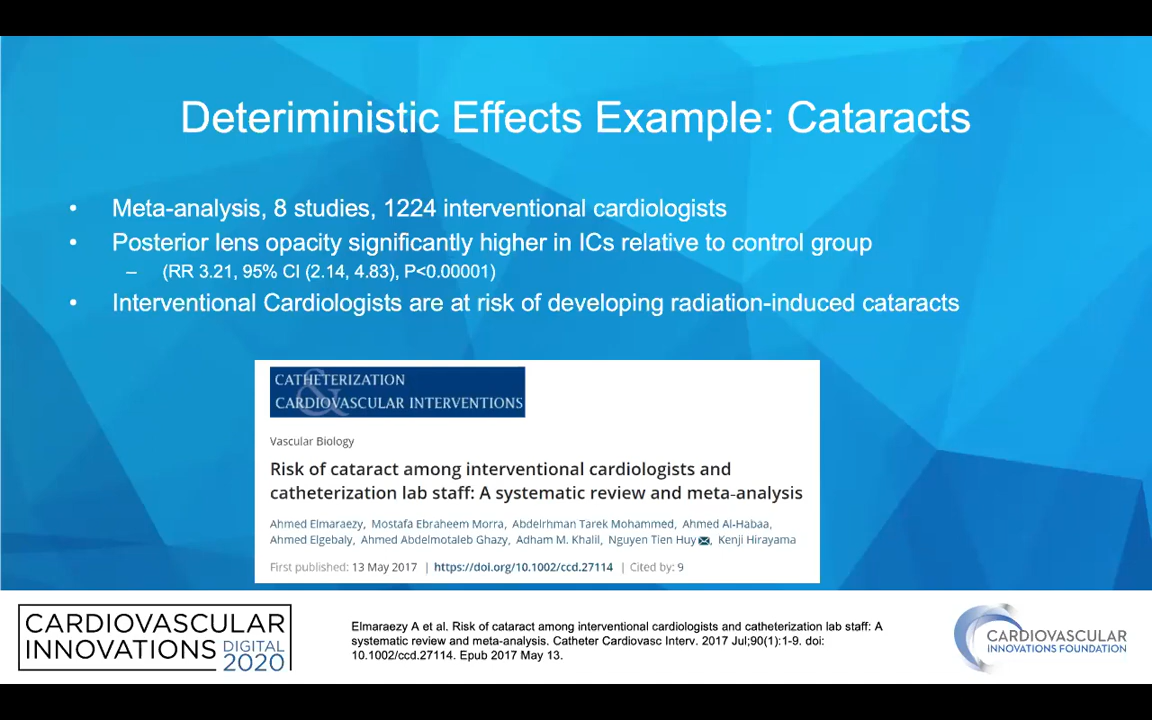 Deteriministic Effects Example: Cataracts
• Meta-analysis, 8 studies, 1224 interventional cardiologists
• Posterior lens opacity significantly higher in ICs relative to control group
– (RR 3.21, 95% CI (2.14, 4.83), P<0.00001)
• Interventional Cardiologists are at risk of developing radiation-induced cataracts
CATHETERIZATION
&
CARDIOVASCULAR INTERVENTIONS
Vascular Biology
Risk of cataract among interventional cardiologists and
catheterization lab staff: A systematic review and meta-analysis
Ahmed Elmaraezy, Mostafa Ebraheem Morra, Abdelrhman Tarek Mohammed, Ahmed Al-Habaa,
Ahmed Elgebaly, Ahmed Abdelmotaleb Ghazy, Adham M. Khalil, Nguyen Tien Huy, Kenji Hirayama
First published: 13 May 2017 | https://doi.org/10.1002/ccd.27114 | Cited by: 9
CARDIOVASCULAR
INNOVATIONS DIGITAL
2020
Elmaraezy A et al. Risk of cataract among interventional cardiologists and catheterization lab staff: A
systematic review and meta-analysis. Catheter Cardiovasc Interv. 2017 Jul;90(1):1-9. doi:
10.1002/ccd.27114. Epub 2017 May 13.
CARDIOVASCULAR
INNOVATIONS FOUNDATION